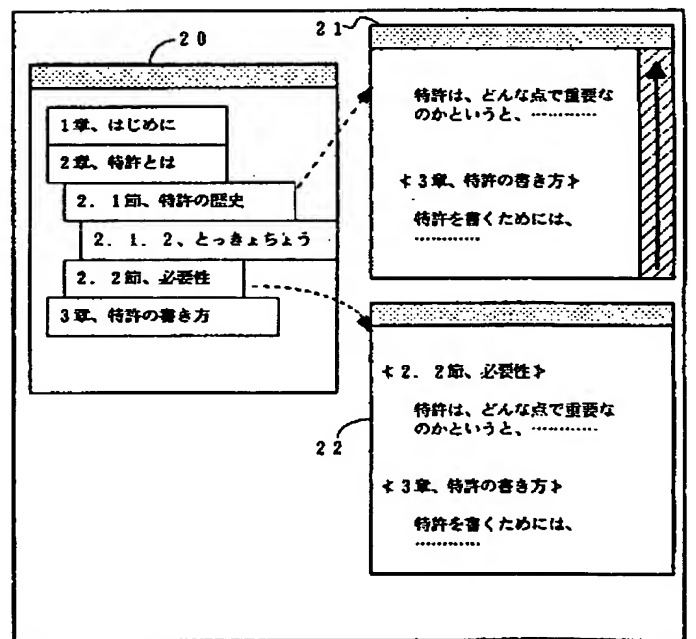 20
1章、はじめに
2章、特許とは
2.1節、特許の歴史
2.1.2、とっきょちょう
2.2節、必要性
3章、特許の書き方
21
特許は、どんな点で重要な
のかというと、…………
<3章、特許の書き方>
特許を書くためには、
…………
22
<2.2節、必要性>
特許は、どんな点で重要な
のかというと、…………
<3章、特許の書き方>
特許を書くためには、
…………